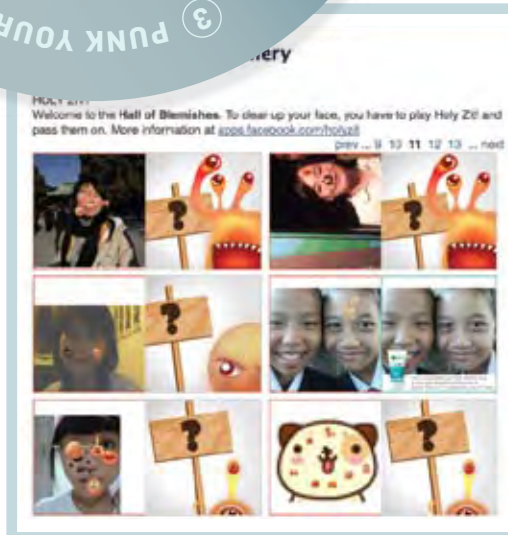 3 PUNK YOUR
ery
HOLY ZIT!
Welcome to the Hall of Blemishes. To clear up your face, you have to play Holy Zit! and
pass them on. More information at apps.facebook.com/holyzit
prev ... 9 10 11 12 13 ... next
?
?
?
?
?